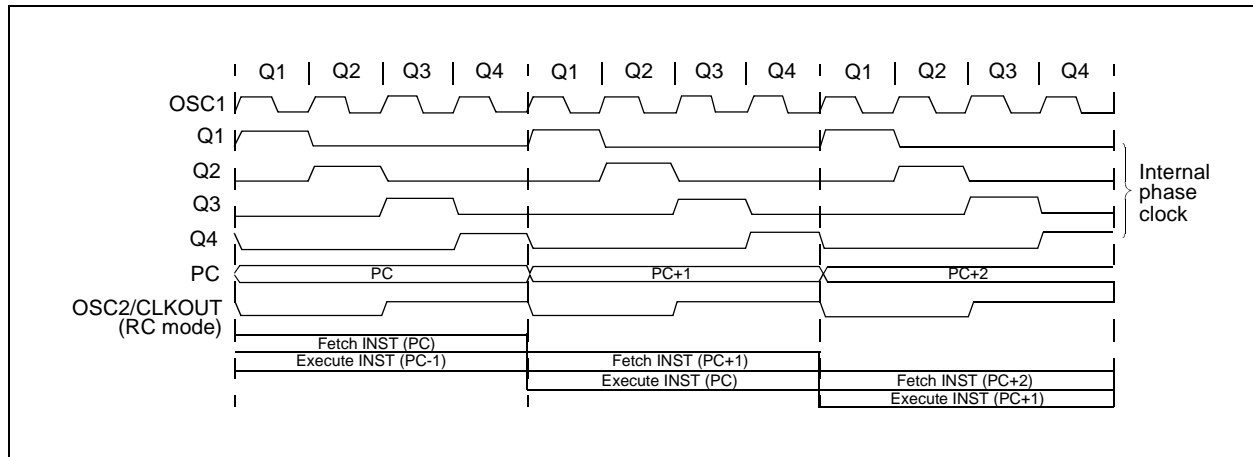 Q1 Q2 Q3 Q4 Q1 Q2 Q3 Q4 Q1 Q2 Q3 Q4
OSC1
Q1
Q2
Q3
Q4
Internal
phase
clock
PC PC PC+1 PC+2
OSC2/CLKOUT
(RC mode)
Fetch INST (PC)
Execute INST (PC-1) Fetch INST (PC+1)
Execute INST (PC) Fetch INST (PC+2)
Execute INST (PC+1)